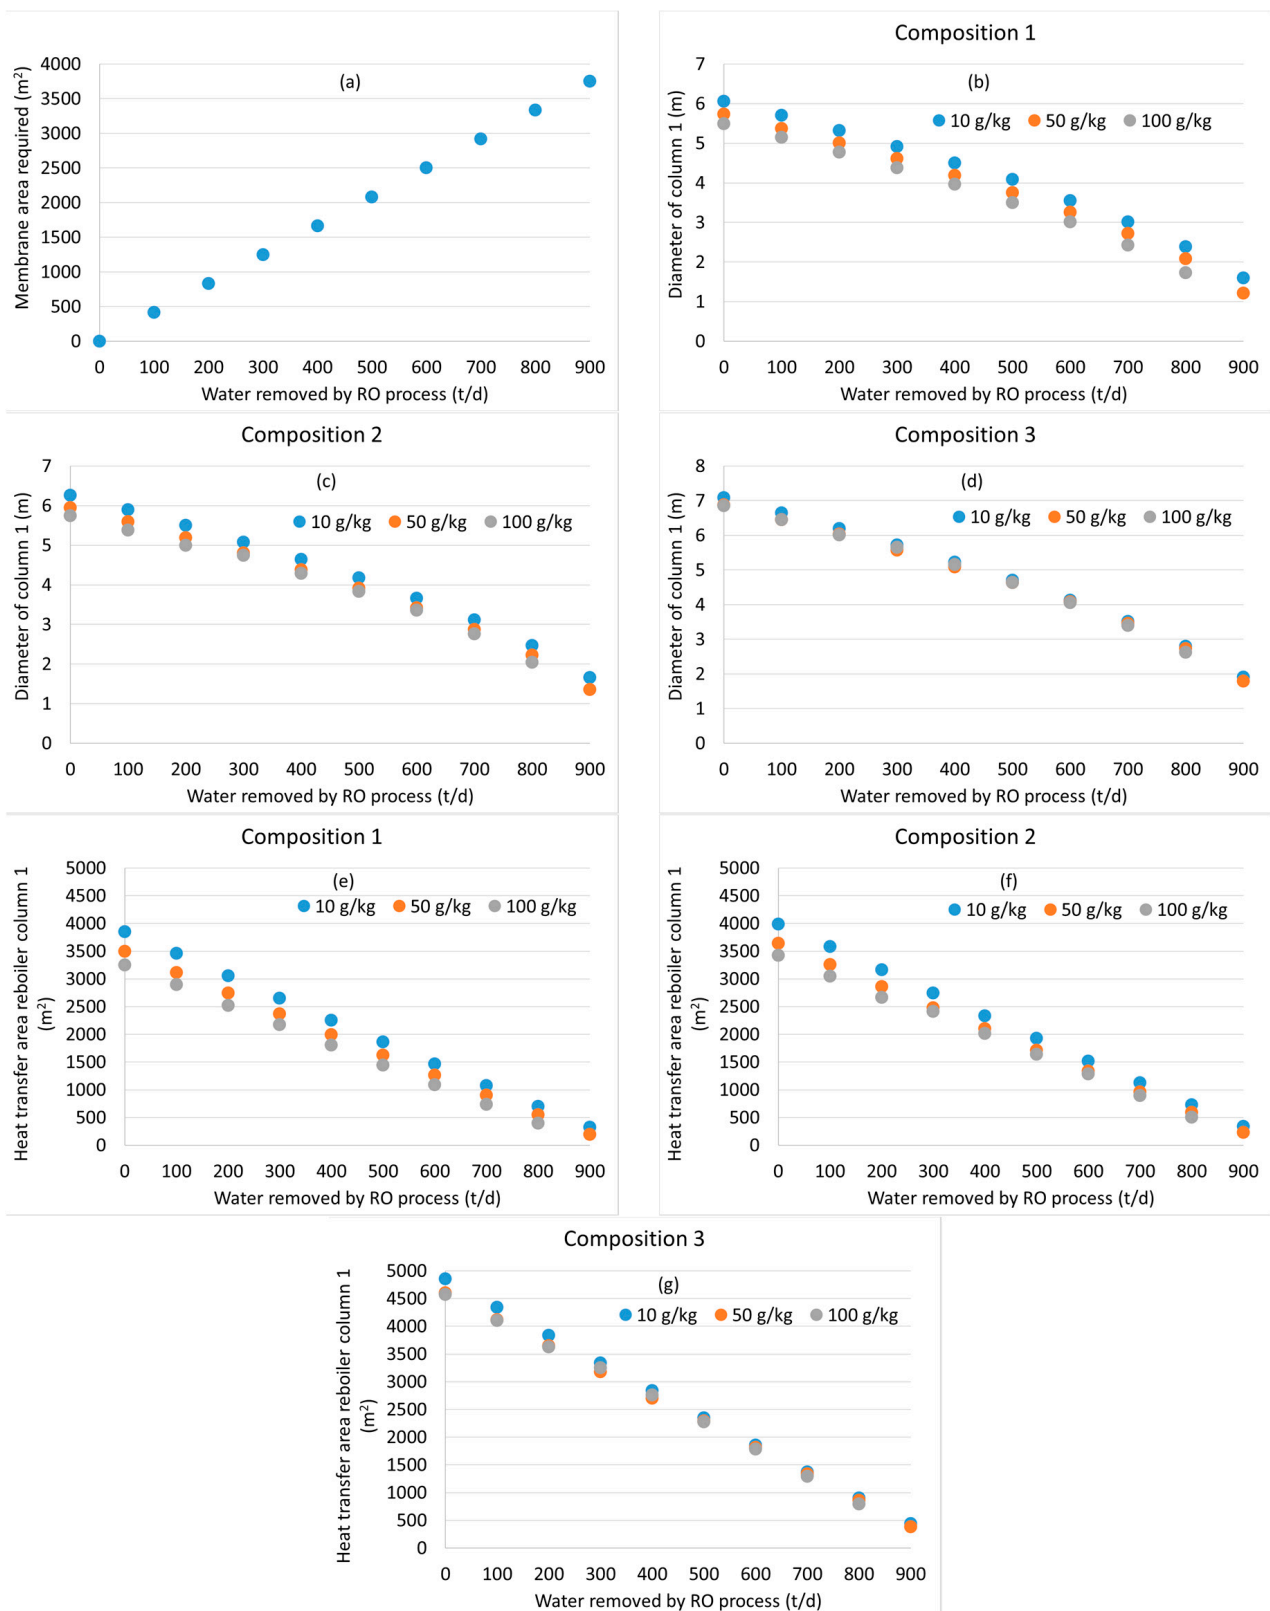 (a)
Membrane area required (m²)
4000
3500
3000
2500
2000
1500
1000
500
0
0 100 200 300 400 500 600 700 800 900
Water removed by RO process (t/d)
Composition 1
(b)
10 g/kg 50 g/kg 100 g/kg
Diameter of column 1 (m)
7
6
5
4
3
2
1
0
0 100 200 300 400 500 600 700 800 900
Water removed by RO process (t/d)
Composition 2
(c)
10 g/kg 50 g/kg 100 g/kg
Diameter of column 1 (m)
7
6
5
4
3
2
1
0
0 100 200 300 400 500 600 700 800 900
Water removed by RO process (t/d)
Composition 3
(d)
10 g/kg 50 g/kg 100 g/kg
Diameter of column 1 (m)
8
7
6
5
4
3
2
1
0
0 100 200 300 400 500 600 700 800 900
Water removed by RO process (t/d)
Composition 1
(e)
10 g/kg 50 g/kg 100 g/kg
Heat transfer area reboiler column 1
(m²)
5000
4500
4000
3500
3000
2500
2000
1500
1000
500
0
0 100 200 300 400 500 600 700 800 900
Water removed by RO process (t/d)
Composition 2
(f)
10 g/kg 50 g/kg 100 g/kg
Heat transfer area reboiler column 1
(m²)
5000
4500
4000
3500
3000
2500
2000
1500
1000
500
0
0 100 200 300 400 500 600 700 800 900
Water removed by RO process (t/d)
Composition 3
(g)
10 g/kg 50 g/kg 100 g/kg
Heat transfer area reboiler column 1
(m²)
5000
4500
4000
3500
3000
2500
2000
1500
1000
500
0
0 100 200 300 400 500 600 700 800 900
Water removed by RO process (t/d)